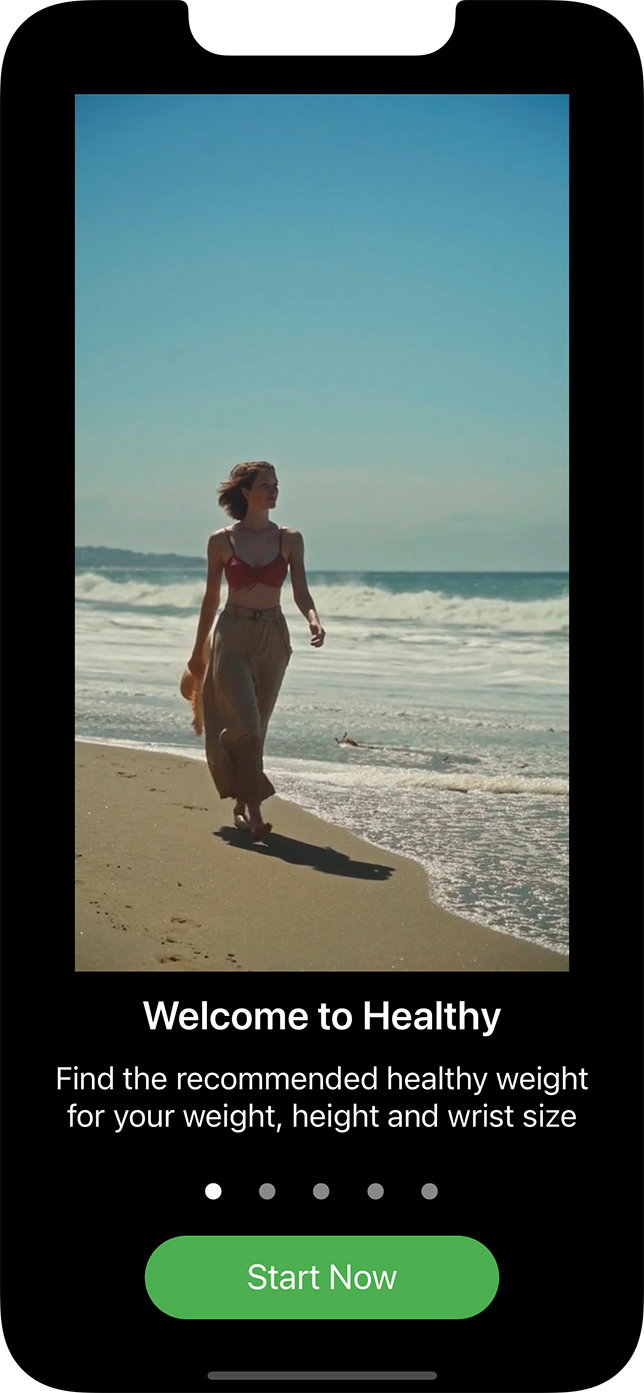 Welcome to Healthy
Find the recommended healthy weight
for your weight, height and wrist size
Start Now